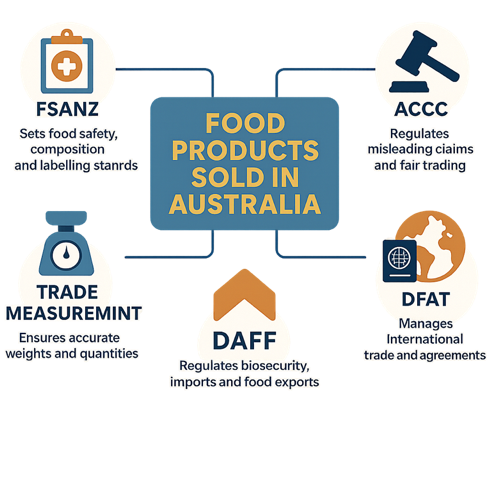 FOOD
PRODUCTS
SOLD IN
AUSTRALIA
FSANZ
Sets food safety,
composition
and labelling stanrds
ACCC
Regulates
misleading claims
and fair trading
TRADE
MEASUREMINT
Ensures accurate
weights and quantities
DAFF
Regulates biosecurity,
imports and food exports
DFAT
Manages
International
trade and agreements